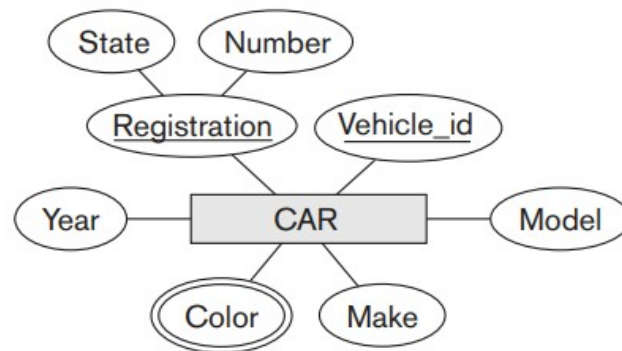 State Number
Registration Vehicle_id
Year CAR Model
Color Make